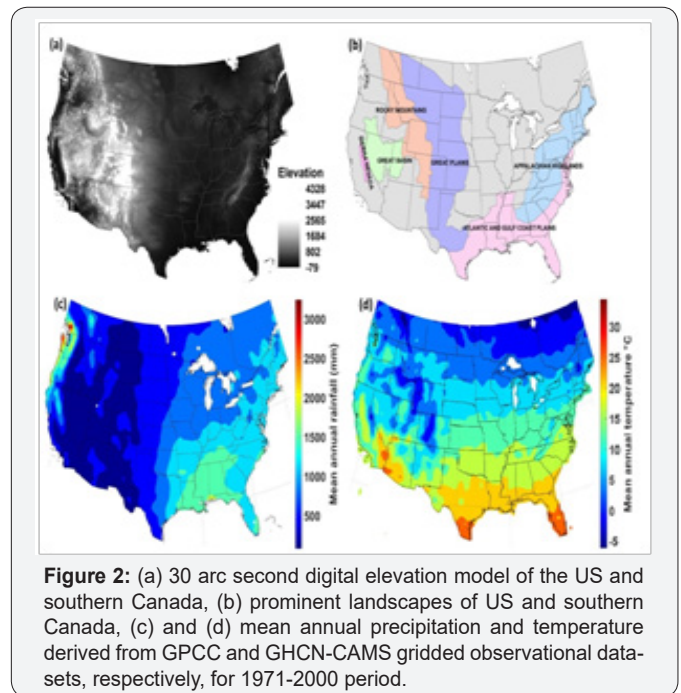 (a)
Elevation
4328
3447
2565
1684
802
-79
(b)
ROCKY MOUNTAINS
GREAT BASIN
GREAT PLAINS
APPALACHIAN HIGHLANDS
ATLANTIC AND GULF COAST PLAINS
(c)
3000
2500
2000
1500
1000
500
Mean annual rainfall (mm)
(d)
30
25
20
15
10
5
0
-5
Mean annual temperature °C
Figure 2: (a) 30 arc second digital elevation model of the US and
southern Canada, (b) prominent landscapes of US and southern
Canada, (c) and (d) mean annual precipitation and temperature
derived from GPCC and GHCN-CAMS gridded observational data-
sets, respectively, for 1971-2000 period.